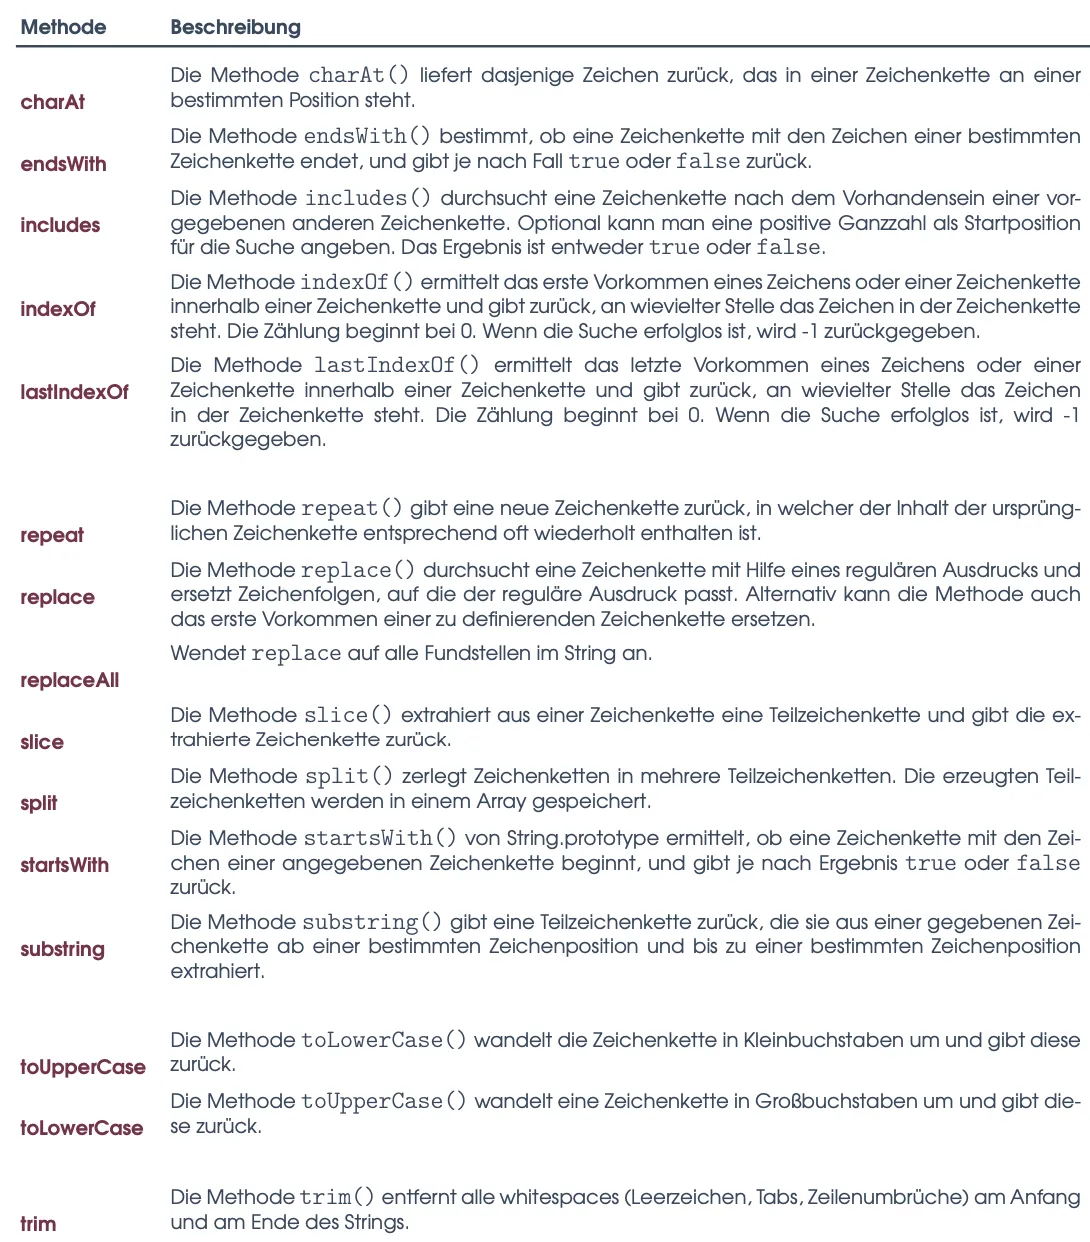 Methode Beschreibung
Die Methode charAt() liefert dasjenige Zeichen zurück, das in einer Zeichenkette an einer
bestimmten Position steht.
charAt
Die Methode endsWith() bestimmt, ob eine Zeichenkette mit den Zeichen einer bestimmten
Zeichenkette endet, und gibt je nach Fall true oder false zurück.
endsWith
Die Methode includes() durchsucht eine Zeichenkette nach dem Vorhandensein einer vor-
gegebenen anderen Zeichenkette. Optional kann man eine positive Ganzzahl als Startposition
includes
für die Suche angeben. Das Ergebnis ist entweder true oder false.
Die Methode indexOf() ermittelt das erste Vorkommen eines Zeichens oder einer Zeichenkette
innerhalb einer Zeichenkette und gibt zurück, an wievielter Stelle das Zeichen in der Zeichenkette
indexOf
steht. Die Zählung beginnt bei 0. Wenn die Suche erfolglos ist, wird -1 zurückgegeben.
Die Methode lastIndexOf() ermittelt das letzte Vorkommen eines Zeichens oder einer
Zeichenkette innerhalb einer Zeichenkette und gibt zurück, an wievielter Stelle das Zeichen
lastIndexOf
in der Zeichenkette steht. Die Zählung beginnt bei 0. Wenn die Suche erfolglos ist, wird -1
zurückgegeben.
Die Methode repeat() gibt eine neue Zeichenkette zurück, in welcher der Inhalt der ursprüng-
lichen Zeichenkette entsprechend oft wiederholt enthalten ist.
repeat
Die Methode replace() durchsucht eine Zeichenkette mit Hilfe eines regulären Ausdrucks und
ersetzt Zeichenfolgen, auf die der reguläre Ausdruck passt. Alternativ kann die Methode auch
replace
das erste Vorkommen einer zu definierenden Zeichenkette ersetzen.
Wendet replace auf alle Fundstellen im String an.
replaceAll
Die Methode slice() extrahiert aus einer Zeichenkette eine Teilzeichenkette und gibt die ex-
trahierte Zeichenkette zurück.
slice
Die Methode split() zerlegt Zeichenketten in mehrere Teilzeichenketten. Die erzeugten Teil-
zeichenketten werden in einem Array gespeichert.
split
Die Methode startsWith() von String.prototype ermittelt, ob eine Zeichenkette mit den Zei-
chen einer angegebenen Zeichenkette beginnt, und gibt je nach Ergebnis true oder false
startsWith
zurück.
Die Methode substring() gibt eine Teilzeichenkette zurück, die sie aus einer gegebenen Zei-
chenkette ab einer bestimmten Zeichenposition und bis zu einer bestimmten Zeichenposition
substring
extrahiert.
Die Methode toLowerCase() wandelt die Zeichenkette in Kleinbuchstaben um und gibt diese
zurück.
toUpperCase
Die Methode toUpperCase() wandelt eine Zeichenkette in Großbuchstaben um und gibt die-
se zurück.
toLowerCase
Die Methode trim() entfernt alle whitespaces (Leerzeichen, Tabs, Zeilenumbrüche) am Anfang
und am Ende des Strings.
trim